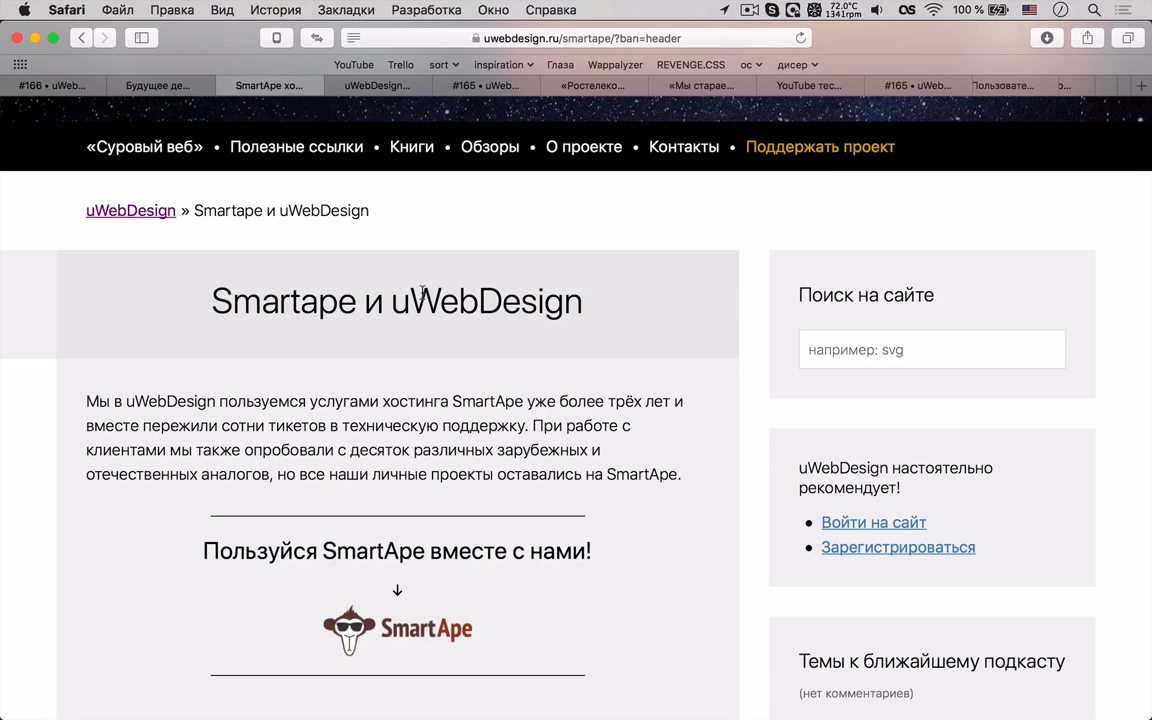 Safari Файл Правка Вид История Закладки Разработка Окно Справка
72.0°C
1341rpm
100 %
uwebdesign.ru/smartape/?ban=header
YouTube Trello sort inspiration Глаза Wappalyzer REVENGE.CSS ос дисер
#166 • uWeb... Будущее де... SmartApe хо... uWebDesign... #165 • uWeb... «Ростелеко... «Мы старае... YouTube тес... #165 • uWeb... Пользовате...
«Суровый веб» • Полезные ссылки • Книги • Обзоры • О проекте • Контакты • Поддержать проект
uWebDesign » Smartape и uWebDesign
Smartape и uWebDesign
Мы в uWebDesign пользуемся услугами хостинга SmartApe уже более трёх лет и
вместе пережили сотни тикетов в техническую поддержку. При работе с
клиентами мы также опробовали с десяток различных зарубежных и
отечественных аналогов, но все наши личные проекты оставались на SmartApe.
Пользуйся SmartApe вместе с нами!
↓
SmartApe
Поиск на сайте
например: svg
uWebDesign настоятельно
рекомендует!
• Войти на сайт
• Зарегистрироваться
Темы к ближайшему подкасту
(нет комментариев)